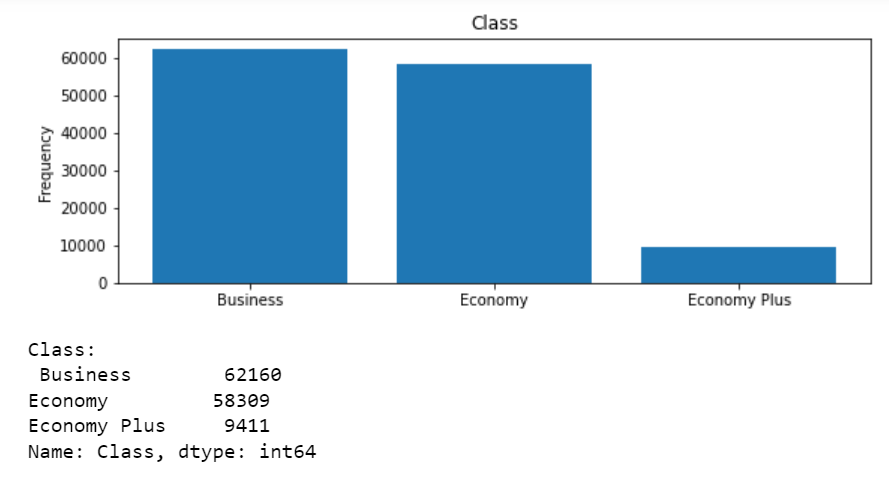 Class
60000
50000
40000
30000
20000
10000
0
Frequency
Business Economy Economy Plus
Class:
Business 62160
Economy 58309
Economy Plus 9411
Name: Class, dtype: int64